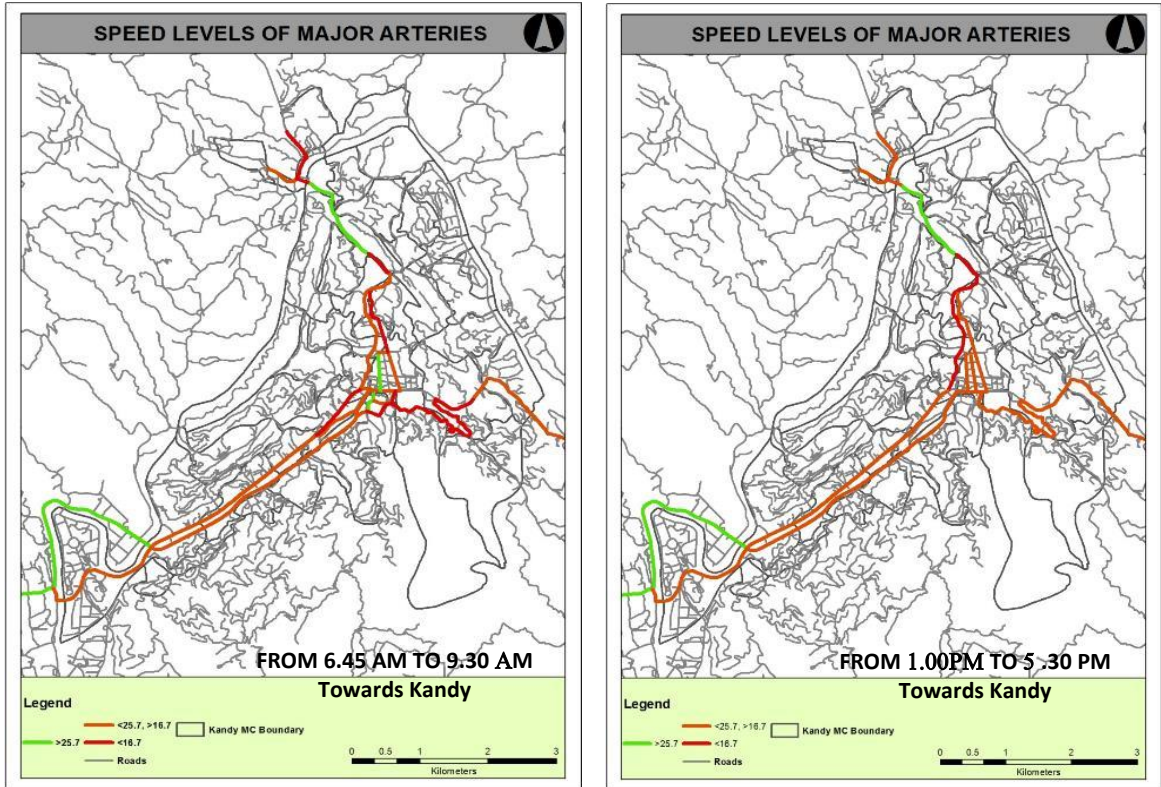 SPEED LEVELS OF MAJOR ARTERIES
FROM 6.45 AM TO 9.30 AM
Towards Kandy
Legend
<25.7, >16.7
Kandy MC Boundary
>25.7
<16.7
Roads
0 0.5 1 2 3
Kilometers
SPEED LEVELS OF MAJOR ARTERIES
FROM 1.00PM TO 5 .30 PM
Towards Kandy
Legend
<25.7, >16.7
Kandy MC Boundary
>25.7
<16.7
Roads
0 0.5 1 2 3
Kilometers